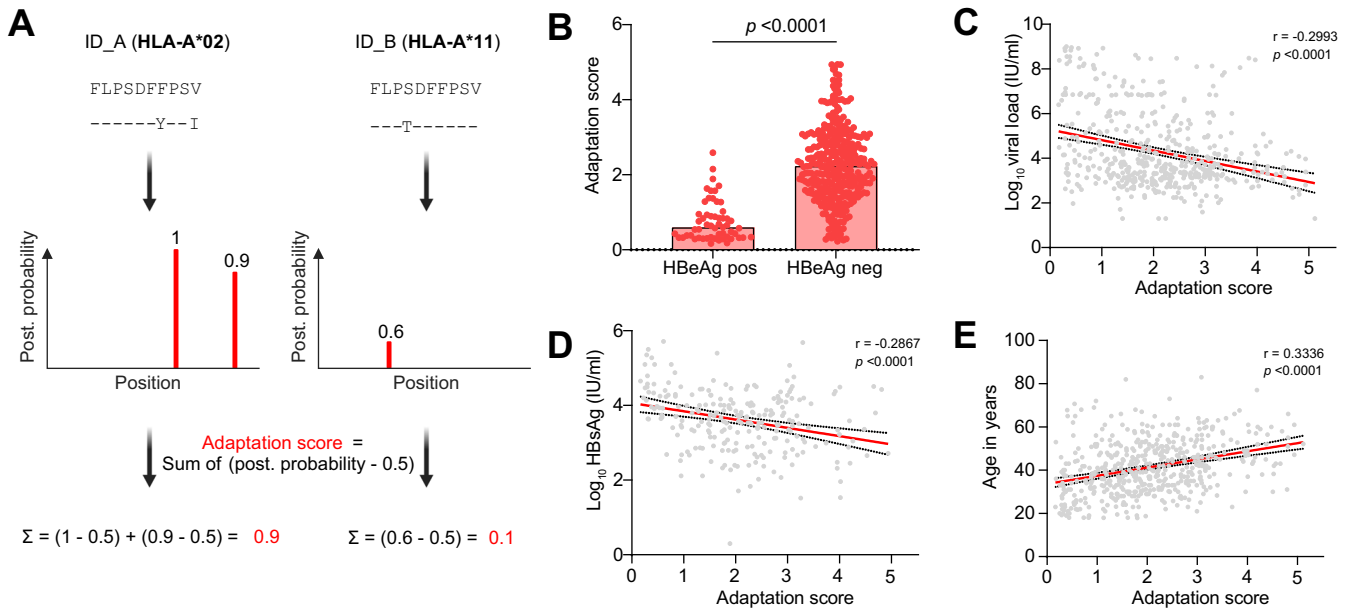 A
ID_A (HLA-A*02)
FLPSDFFPSV
------Y--I
1
0.9
Post. probability
Position
ID_B (HLA-A*11)
FLPSDFFPSV
---T------
0.6
Post. probability
Position
Adaptation score =
Sum of (post. probability - 0.5)
Σ = (1 - 0.5) + (0.9 - 0.5) = 0.9
Σ = (0.6 - 0.5) = 0.1
B
p <0.0001
Adaptation score
6
4
2
0
HBeAg pos
HBeAg neg
C
r = -0.2993
p <0.0001
Log10 viral load (IU/ml)
10
8
6
4
2
0
0 1 2 3 4 5
Adaptation score
D
r = -0.2867
p <0.0001
Log10 HBsAg (IU/ml)
6
4
2
0
0 1 2 3 4 5
Adaptation score
E
r = 0.3336
p <0.0001
Age in years
100
80
60
40
20
0
0 1 2 3 4 5
Adaptation score